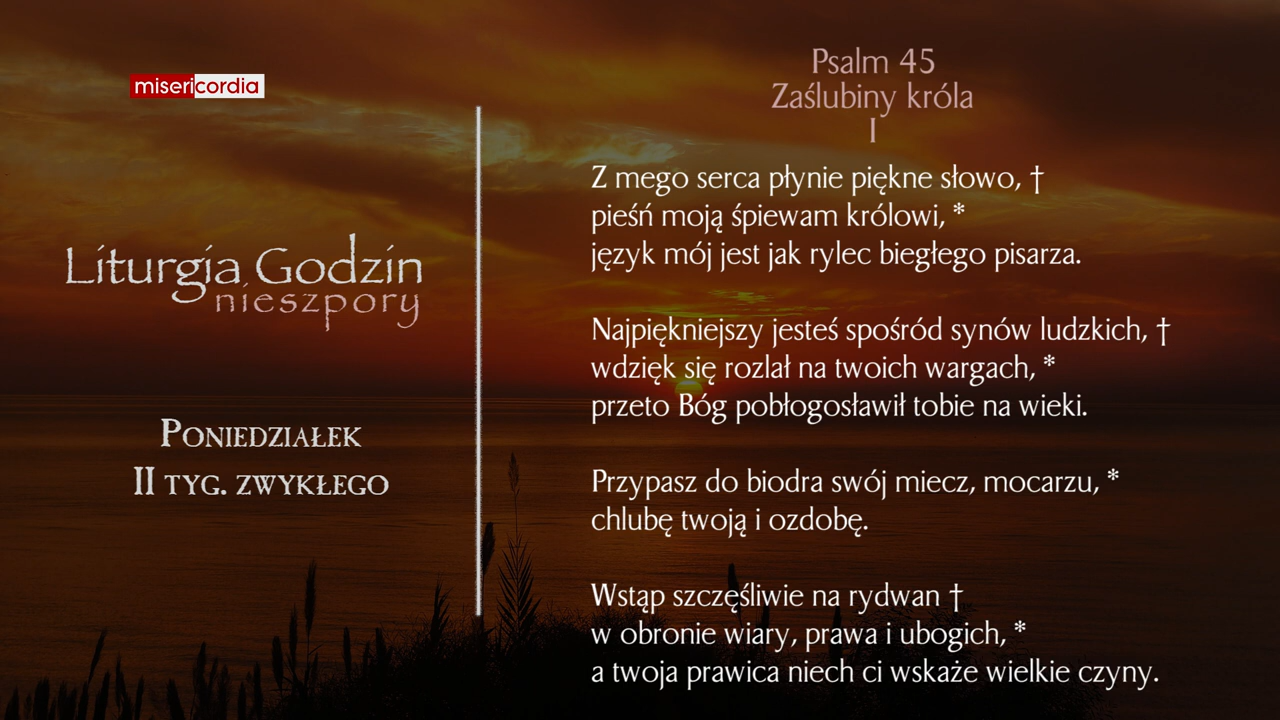 misericordia
Liturgia Godzin
nieszpory
Poniedziałek
II tyg. zwykłego
Psalm 45
Zaślubiny króla
I
Z mego serca płynie piękne słowo, †
pieśń moją śpiewam królowi, *
język mój jest jak rylec biegłego pisarza.
Najpiękniejszy jesteś spośród synów ludzkich, †
wdzięk się rozlał na twoich wargach, *
przeto Bóg pobłogosławił tobie na wieki.
Przypasz do biodra swój miecz, mocarzu, *
chlubę twoją i ozdobę.
Wstąp szczęśliwie na rydwan †
w obronie wiary, prawa i ubogich, *
a twoja prawica niech ci wskaże wielkie czyny.